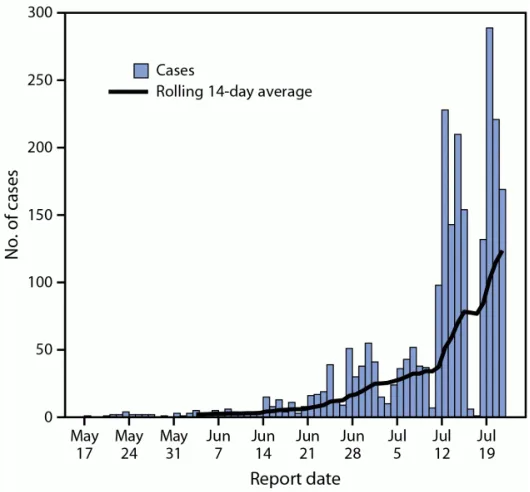 300
250
200
150
100
50
0
No. of cases
Cases
Rolling 14-day average
May May May Jun Jun Jun Jun Jul Jul Jul
17 24 31 7 14 21 28 5 12 19
Report date